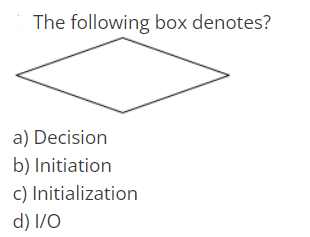 The following box denotes?
a) Decision
b) Initiation
c) Initialization
d) I/O